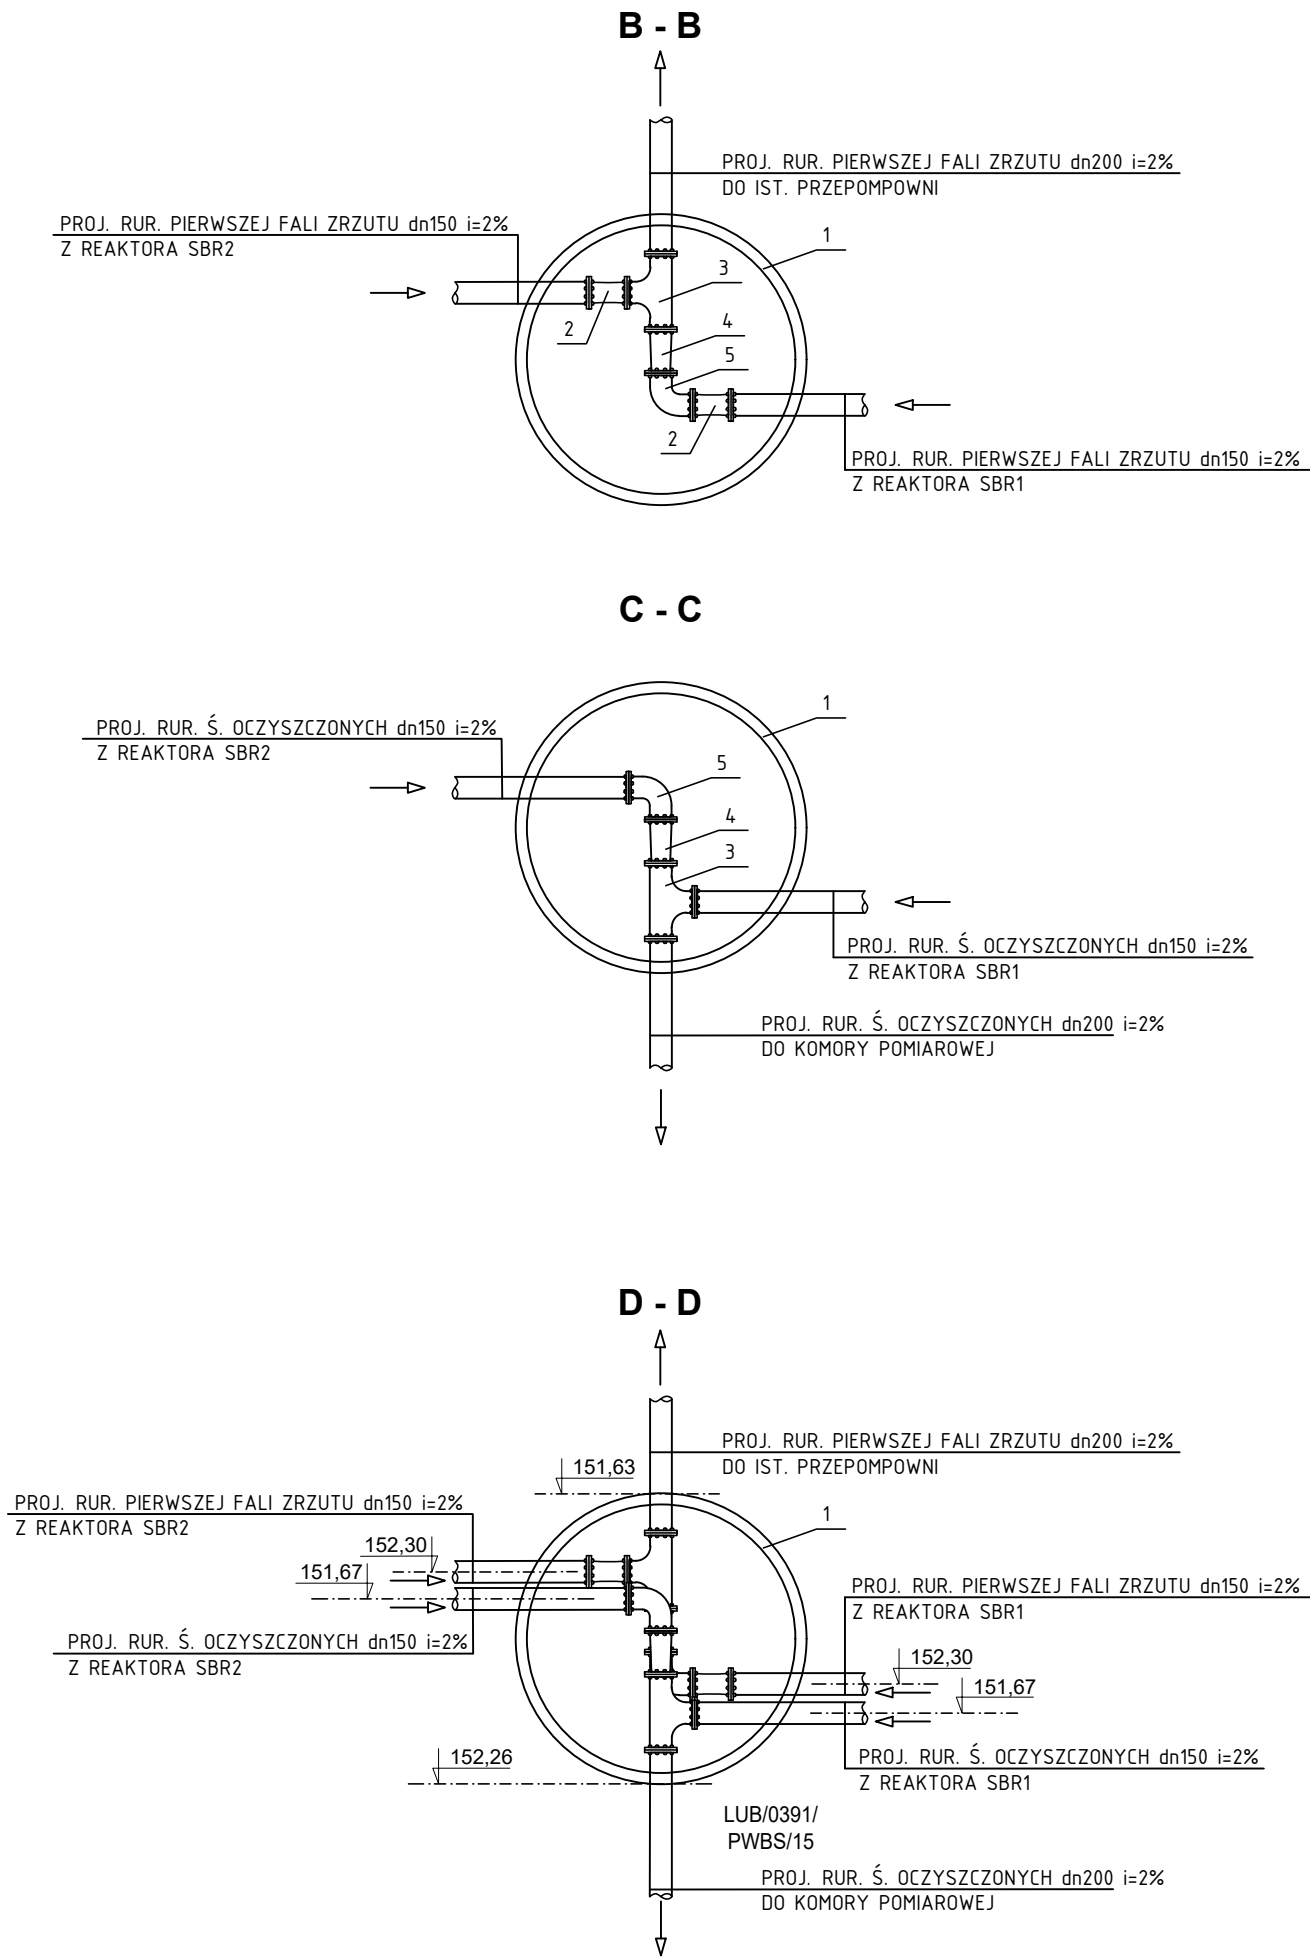 B - B
PROJ. RUR. PIERWSZEJ FALI ZRZUTU dn200 i=2%
DO IST. PRZEPOMPOWNI
PROJ. RUR. PIERWSZEJ FALI ZRZUTU dn150 i=2%
Z REAKTORA SBR2
1
3
2
4
5
2
PROJ. RUR. PIERWSZEJ FALI ZRZUTU dn150 i=2%
Z REAKTORA SBR1
C - C
1
PROJ. RUR. Ś. OCZYSZCZONYCH dn150 i=2%
Z REAKTORA SBR2
5
4
3
PROJ. RUR. Ś. OCZYSZCZONYCH dn150 i=2%
Z REAKTORA SBR1
PROJ. RUR. Ś. OCZYSZCZONYCH dn200 i=2%
DO KOMORY POMIAROWEJ
D - D
PROJ. RUR. PIERWSZEJ FALI ZRZUTU dn200 i=2%
DO IST. PRZEPOMPOWNI
151,63
PROJ. RUR. PIERWSZEJ FALI ZRZUTU dn150 i=2%
Z REAKTORA SBR2
1
152,30
151,67
PROJ. RUR. PIERWSZEJ FALI ZRZUTU dn150 i=2%
Z REAKTORA SBR1
PROJ. RUR. Ś. OCZYSZCZONYCH dn150 i=2%
Z REAKTORA SBR2
152,30
151,67
152,26
PROJ. RUR. Ś. OCZYSZCZONYCH dn150 i=2%
Z REAKTORA SBR1
LUB/0391/
PWBS/15
PROJ. RUR. Ś. OCZYSZCZONYCH dn200 i=2%
DO KOMORY POMIAROWEJ